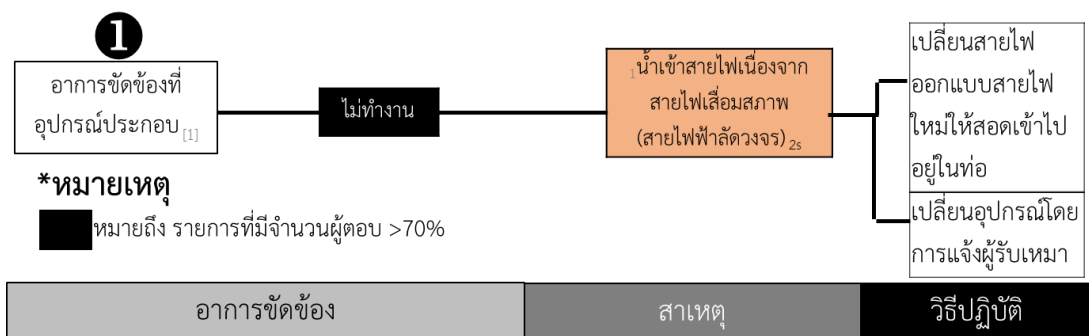 1
อาการขัดข้องที่
อุปกรณ์ประกอบ[1]
ไม่ทำงาน
1น้ำเข้าสายไฟเนื่องจาก
สายไฟเสื่อมสภาพ
(สายไฟฟ้าลัดวงจร)2s
เปลี่ยนสายไฟ
ออกแบบสายไฟ
ใหม่ให้สอดเข้าไป
อยู่ในท่อ
เปลี่ยนอุปกรณ์โดย
การแจ้งผู้รับเหมา
*หมายเหตุ
หมายถึง รายการที่มีจำนวนผู้ตอบ >70%
อาการขัดข้อง
สาเหตุ
วิธีปฏิบัติ